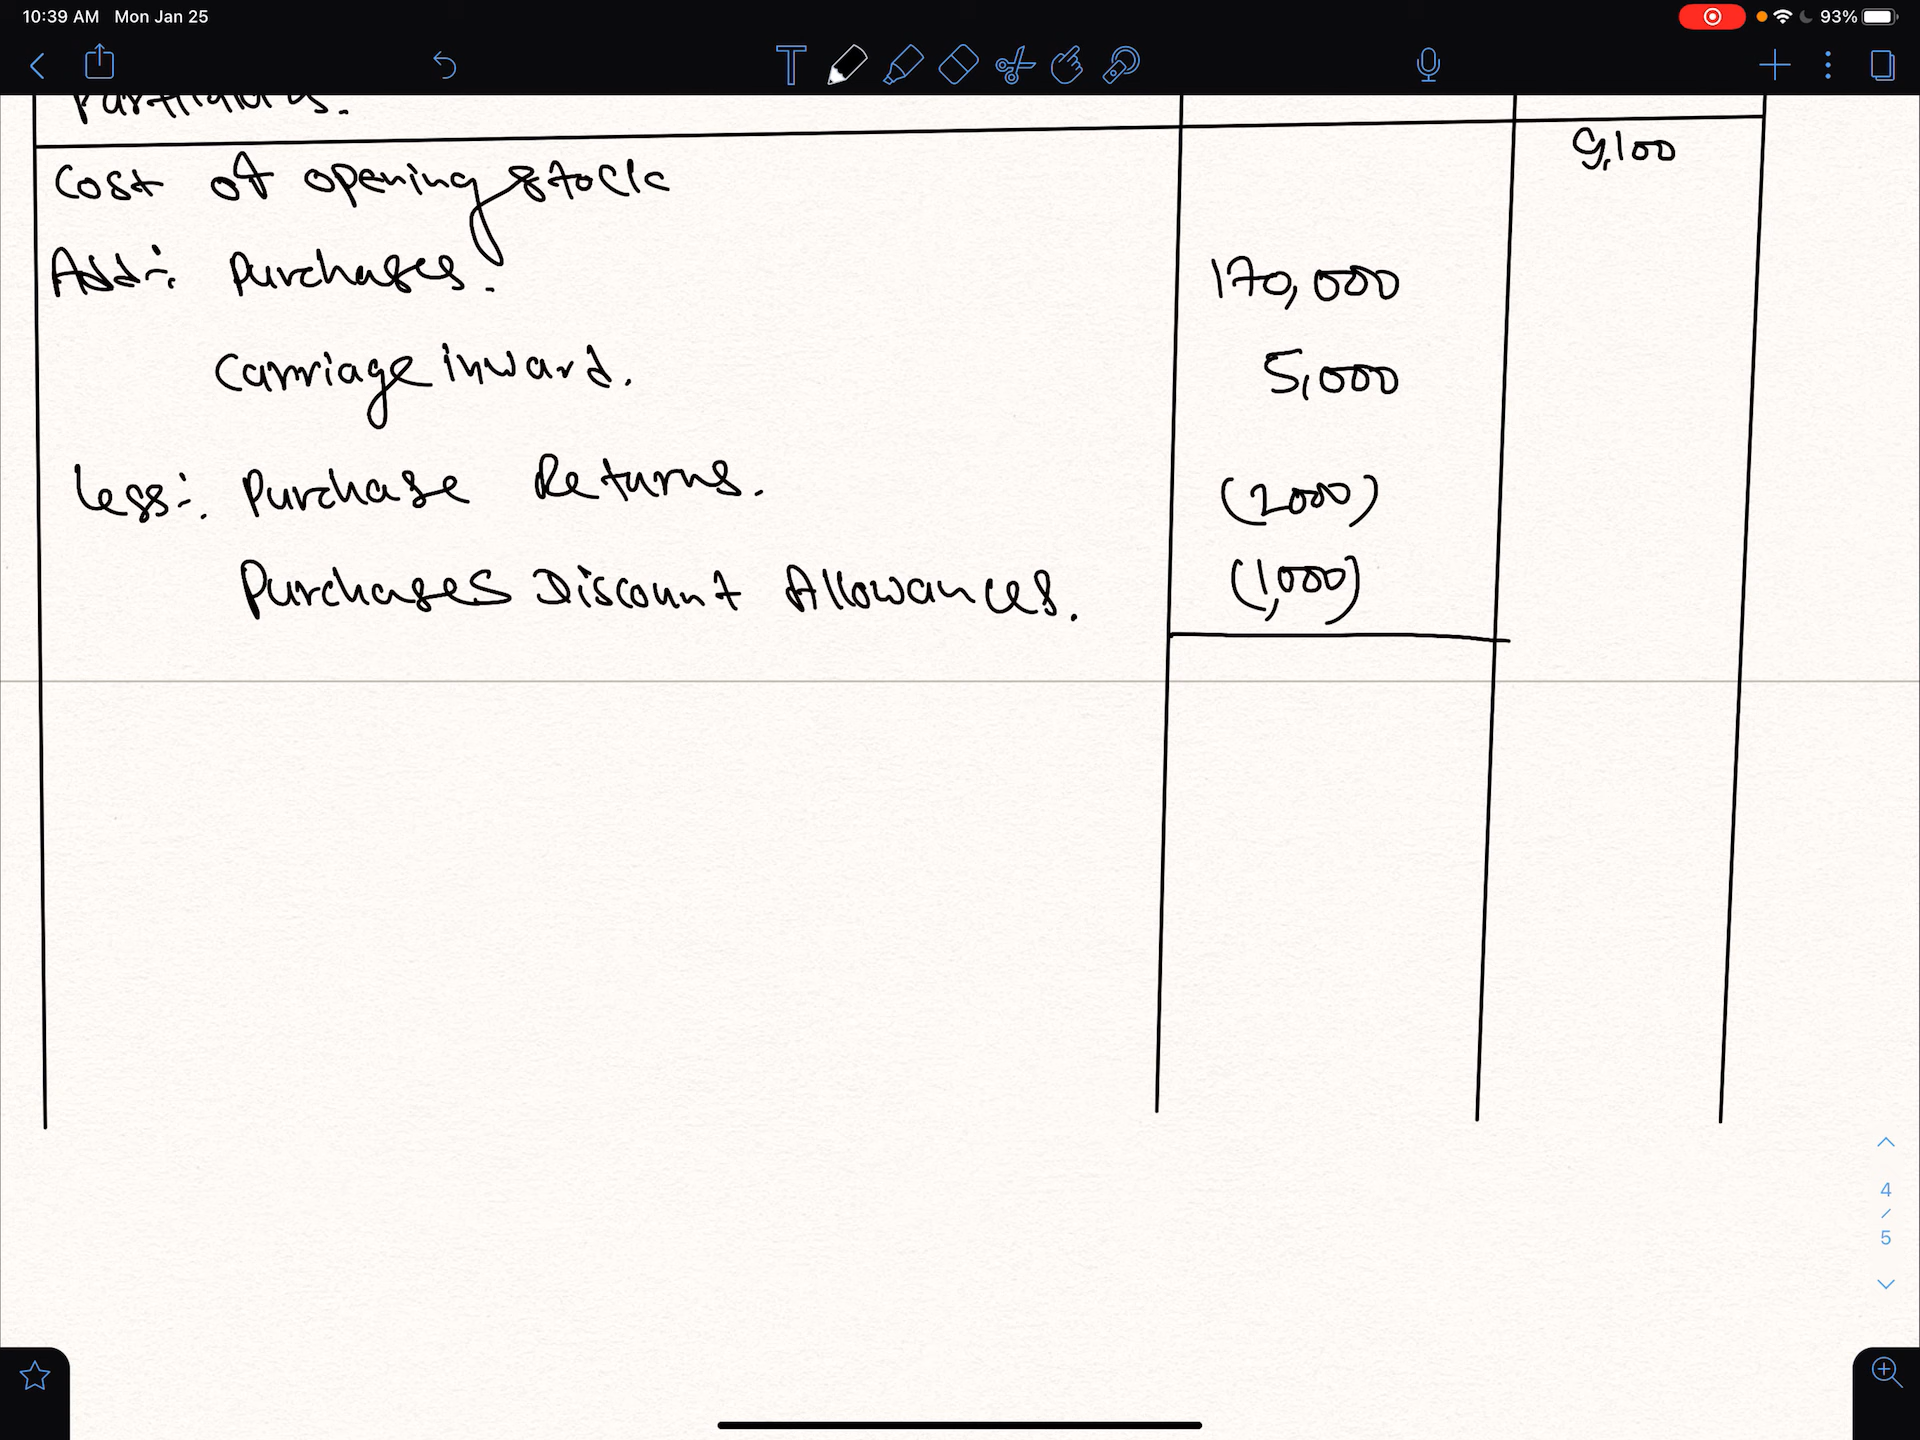 10:39 AM Mon Jan 25
93%
T
Particulars.
Cost of opening stock 9,100
Add:- Purchases. 170,000
Carriage inward. 5,000
Less:- Purchase Returns. (2000)
Purchases Discount Allowances. (1,000)
4
/
5